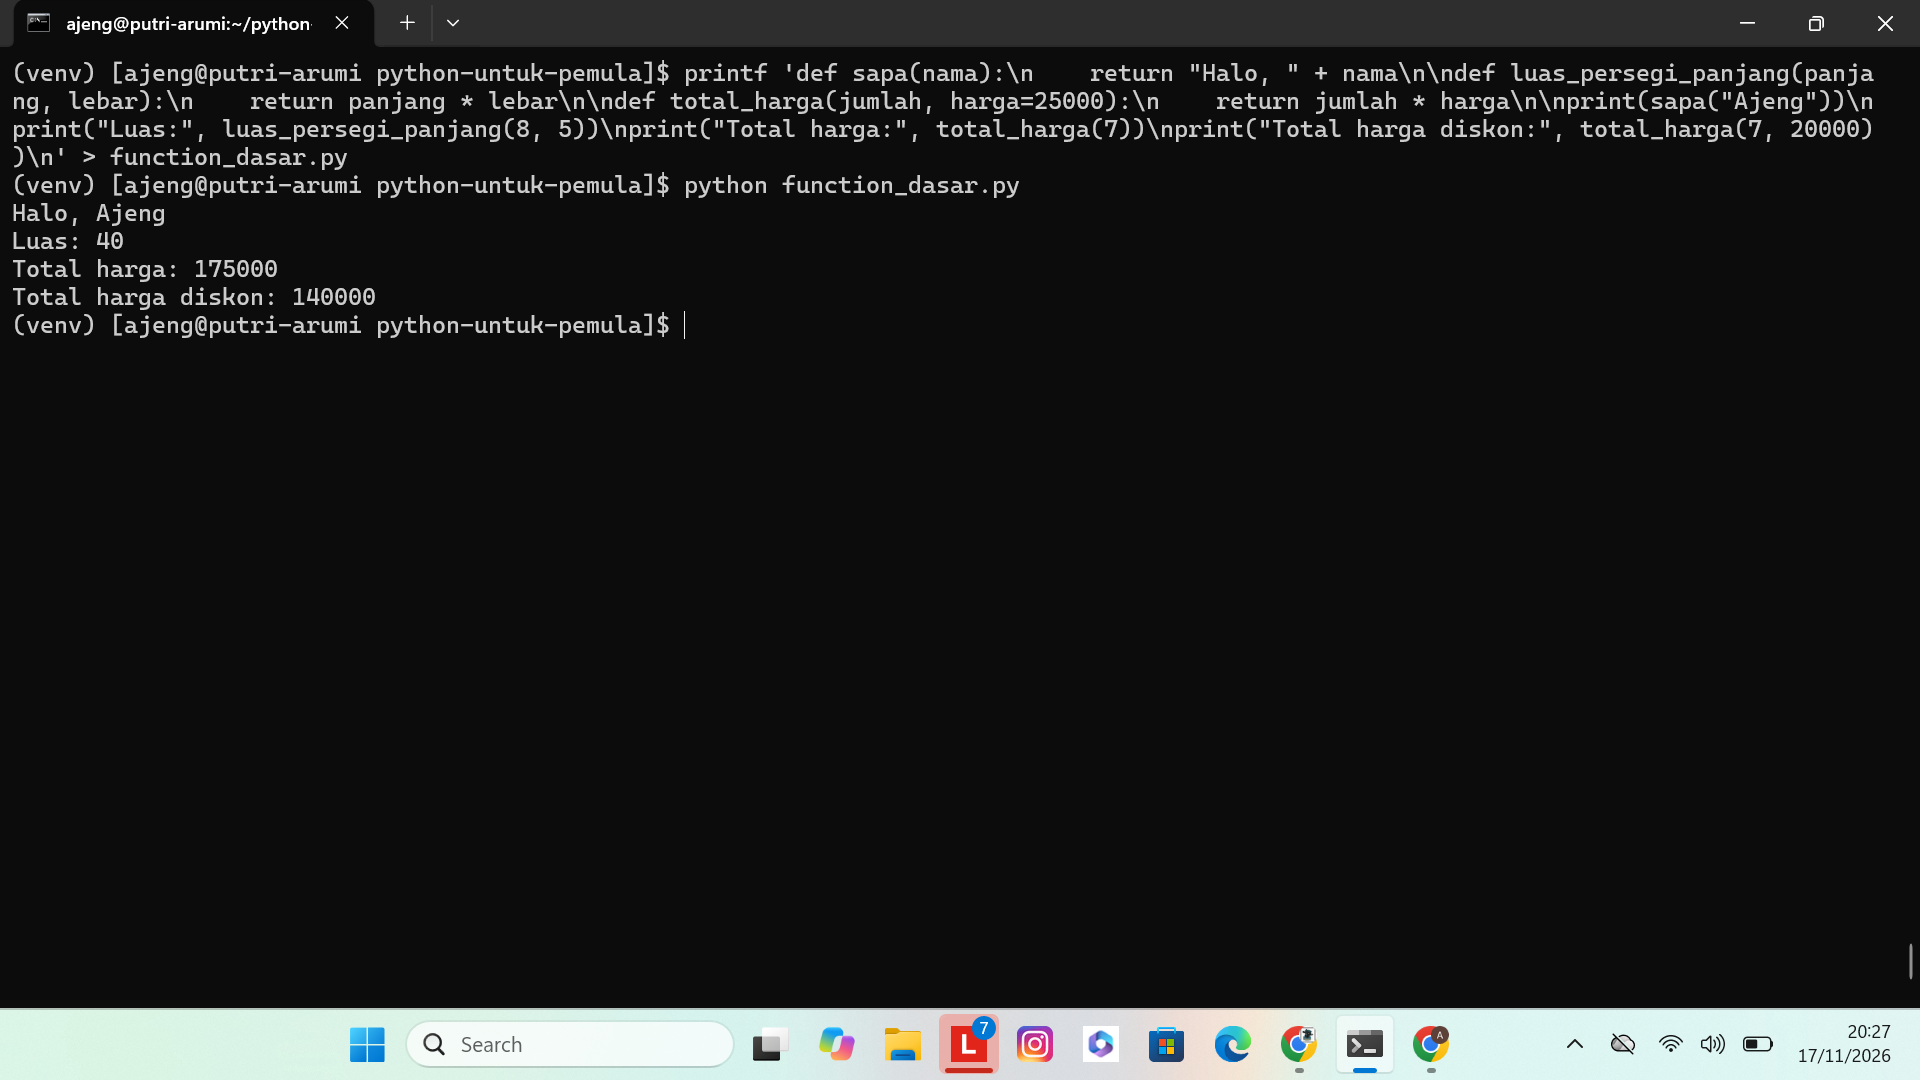 ajeng@putri-arumi:~/python-
(venv) [ajeng@putri-arumi python-untuk-pemula]$ printf 'def sapa(nama):\n    return "Halo, " + nama\n\ndef luas_persegi_panjang(panja
ng, lebar):\n    return panjang * lebar\n\ndef total_harga(jumlah, harga=25000):\n    return jumlah * harga\n\nprint(sapa("Ajeng"))\n
print("Luas:", luas_persegi_panjang(8, 5))\nprint("Total harga:", total_harga(7))\nprint("Total harga diskon:", total_harga(7, 20000)
)\n' > function_dasar.py
(venv) [ajeng@putri-arumi python-untuk-pemula]$ python function_dasar.py
Halo, Ajeng
Luas: 40
Total harga: 175000
Total harga diskon: 140000
(venv) [ajeng@putri-arumi python-untuk-pemula]$
Search
L
7
A
20:27
17/11/2026